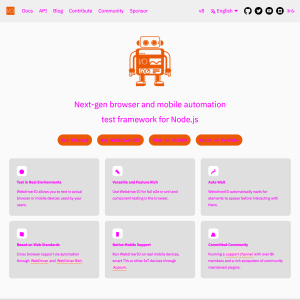 Docs API Blog Contribute Community Sponsor v8 English
Next-gen browser and mobile automation
test framework for Node.js
Test in Real Environments
WebdriverIO allows you to test in actual
browser or mobile devices used by your
users.
Versatile and Feature Rich
Use WebdriverIO for full e2e or unit and
component testing in the browser.
Auto Wait
WebdriverIO automatically waits for
elements to appear before interacting with
them.
Based on Web Standards
Cross browser support via automation
through WebDriver and WebDriver Bidi.
Native Mobile Support
Run WebdriverIO on real mobile devices,
smart TVs or other IoT devices through
Appium.
Committed Community
Fostering a support channel with over 8k
members and a rich ecosystem of community
maintained plugins.